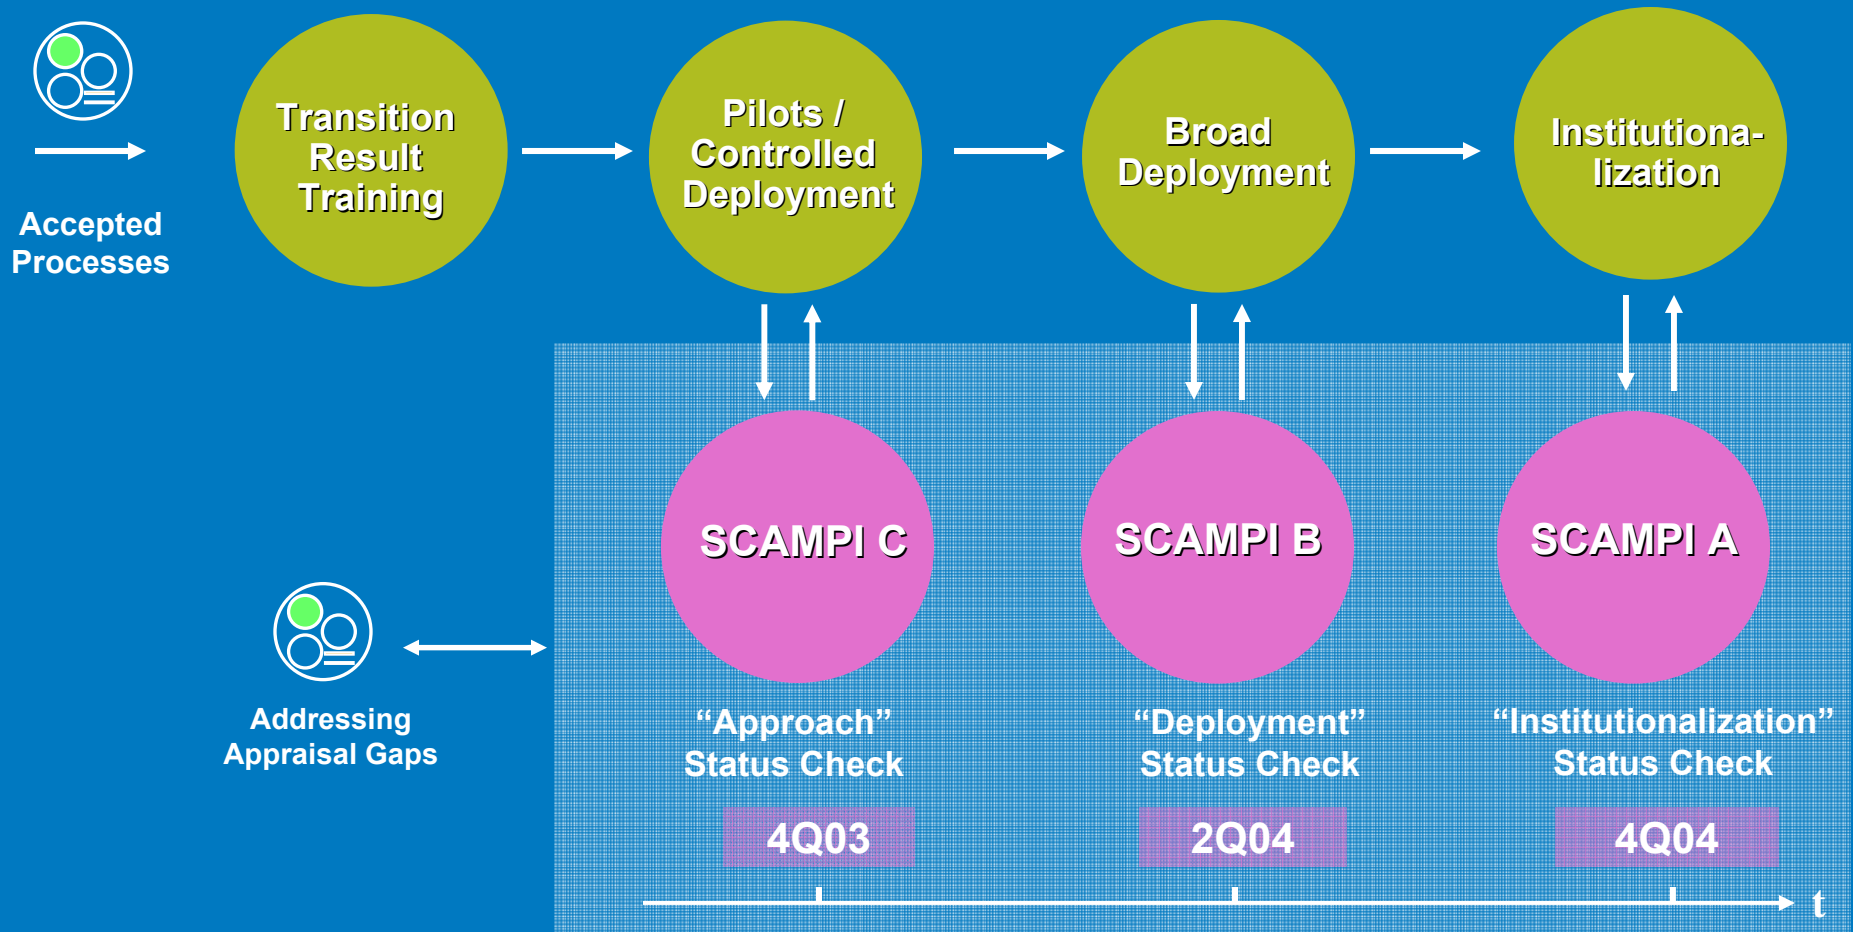 Accepted
Processes
Transition
Result
Training
Pilots /
Controlled
Deployment
Broad
Deployment
Institutiona-
lization
SCAMPI C
SCAMPI B
SCAMPI A
Addressing
Appraisal Gaps
“Approach”
Status Check
“Deployment”
Status Check
“Institutionalization”
Status Check
4Q03
2Q04
4Q04
t